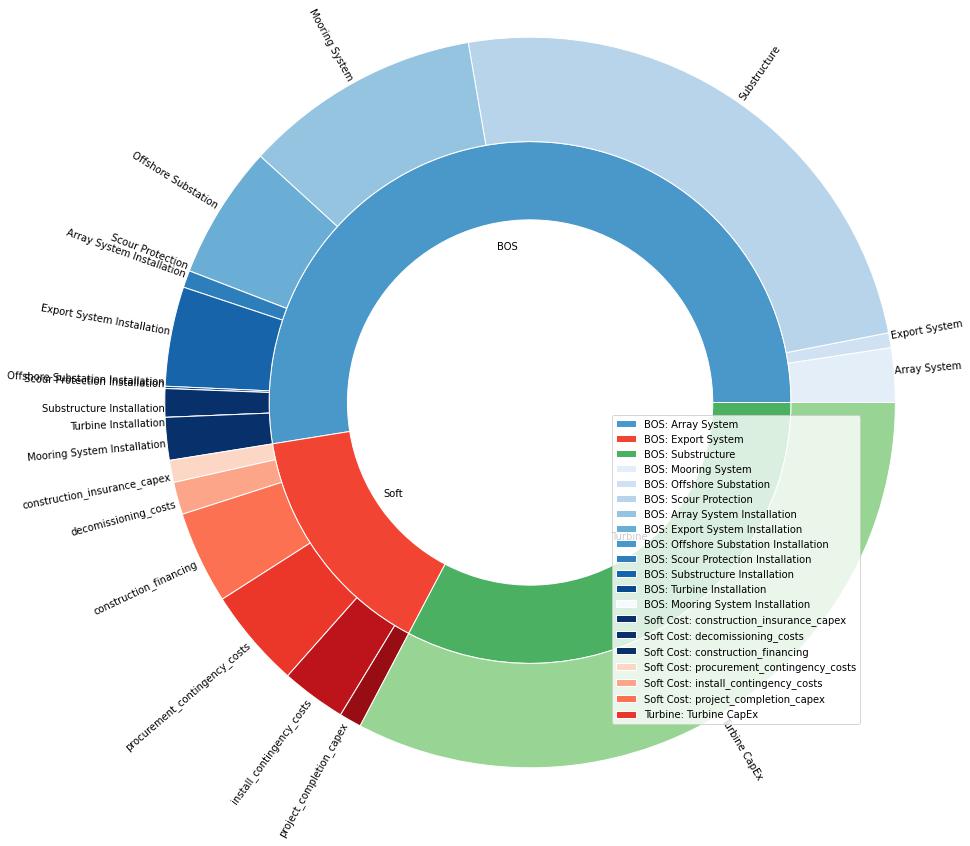 Mooring System
Substructure
Offshore Substation
BOS
Scour Protection
Array System Installation
Export System Installation
Export System
Array System
Offshore Substation Installation
Scour Protection Installation
Substructure Installation
Turbine Installation
Mooring System Installation
construction_insurance_capex
decomissioning_costs
Soft
construction_financing
procurement_contingency_costs
install_contingency_costs
project_completion_capex
Turbine
Turbine CapEx
BOS: Array System
BOS: Export System
BOS: Substructure
BOS: Mooring System
BOS: Offshore Substation
BOS: Scour Protection
BOS: Array System Installation
BOS: Export System Installation
BOS: Offshore Substation Installation
BOS: Scour Protection Installation
BOS: Substructure Installation
BOS: Turbine Installation
BOS: Mooring System Installation
Soft Cost: construction_insurance_capex
Soft Cost: decomissioning_costs
Soft Cost: construction_financing
Soft Cost: procurement_contingency_costs
Soft Cost: install_contingency_costs
Soft Cost: project_completion_capex
Turbine: Turbine CapEx